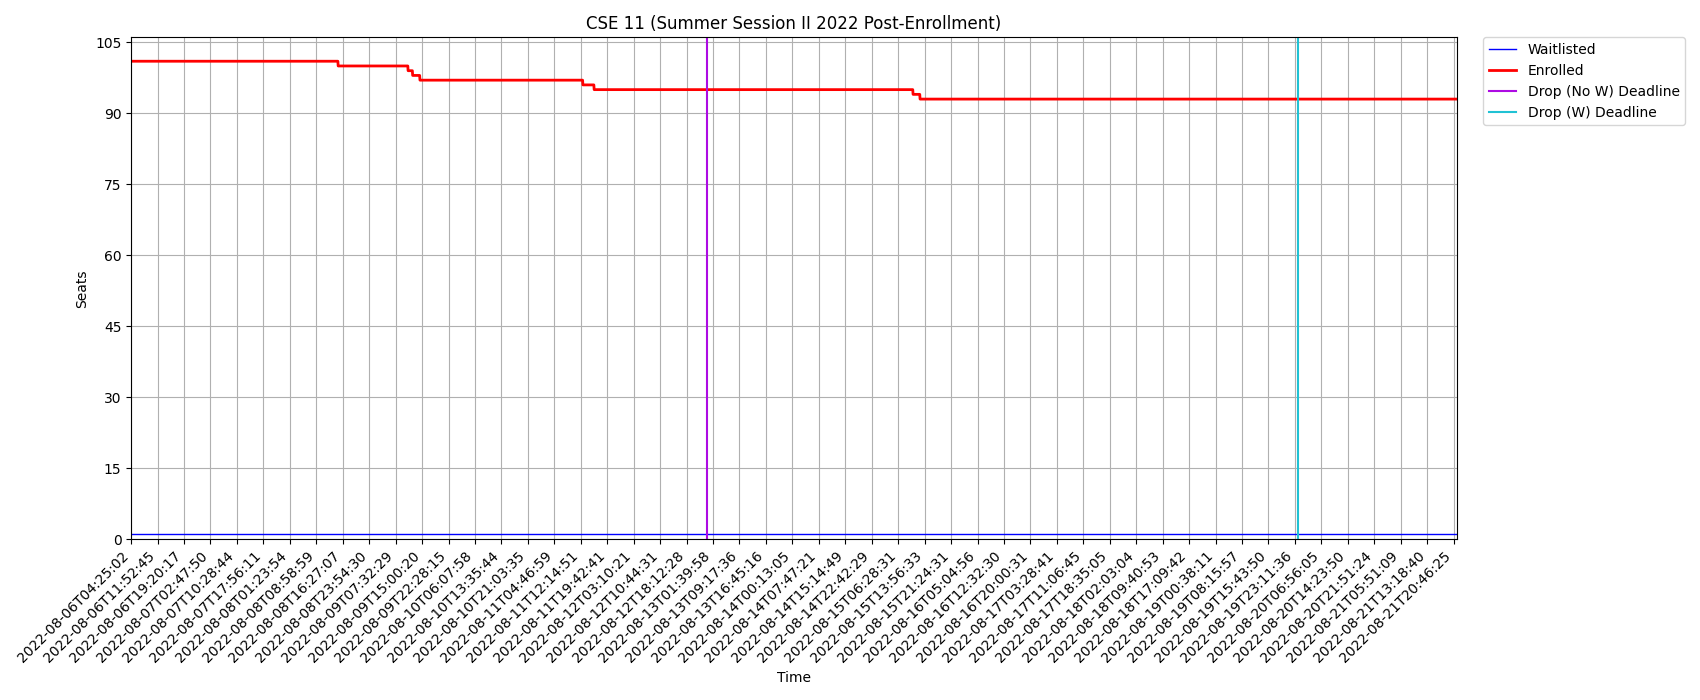 CSE 11 (Summer Session II 2022 Post-Enrollment)
Waitlisted
Enrolled
Drop (No W) Deadline
Drop (W) Deadline
105
90
75
60
45
30
15
0
Seats
2022-08-06T04:25:02
2022-08-06T11:52:45
2022-08-06T19:20:17
2022-08-07T02:47:50
2022-08-07T10:28:44
2022-08-07T17:56:11
2022-08-08T01:23:54
2022-08-08T08:58:59
2022-08-08T16:27:07
2022-08-08T23:54:30
2022-08-09T07:32:29
2022-08-09T15:00:20
2022-08-09T22:28:15
2022-08-10T06:07:58
2022-08-10T13:35:44
2022-08-10T21:03:35
2022-08-11T04:46:59
2022-08-11T12:14:51
2022-08-11T19:42:41
2022-08-12T03:10:21
2022-08-12T10:44:31
2022-08-12T18:12:28
2022-08-13T01:39:58
2022-08-13T09:17:36
2022-08-13T16:45:16
2022-08-14T00:13:05
2022-08-14T07:47:21
2022-08-14T15:14:49
2022-08-14T22:42:29
2022-08-15T06:28:31
2022-08-15T13:56:33
2022-08-15T21:24:31
2022-08-16T05:04:56
2022-08-16T12:32:30
2022-08-16T20:00:31
2022-08-17T03:28:41
2022-08-17T11:06:45
2022-08-17T18:35:05
2022-08-18T02:03:04
2022-08-18T09:40:53
2022-08-18T17:09:42
2022-08-19T00:38:11
2022-08-19T08:15:57
2022-08-19T15:43:50
2022-08-19T23:11:36
2022-08-20T06:56:05
2022-08-20T14:23:50
2022-08-20T21:51:24
2022-08-21T05:51:09
2022-08-21T13:18:40
2022-08-21T20:46:25
Time